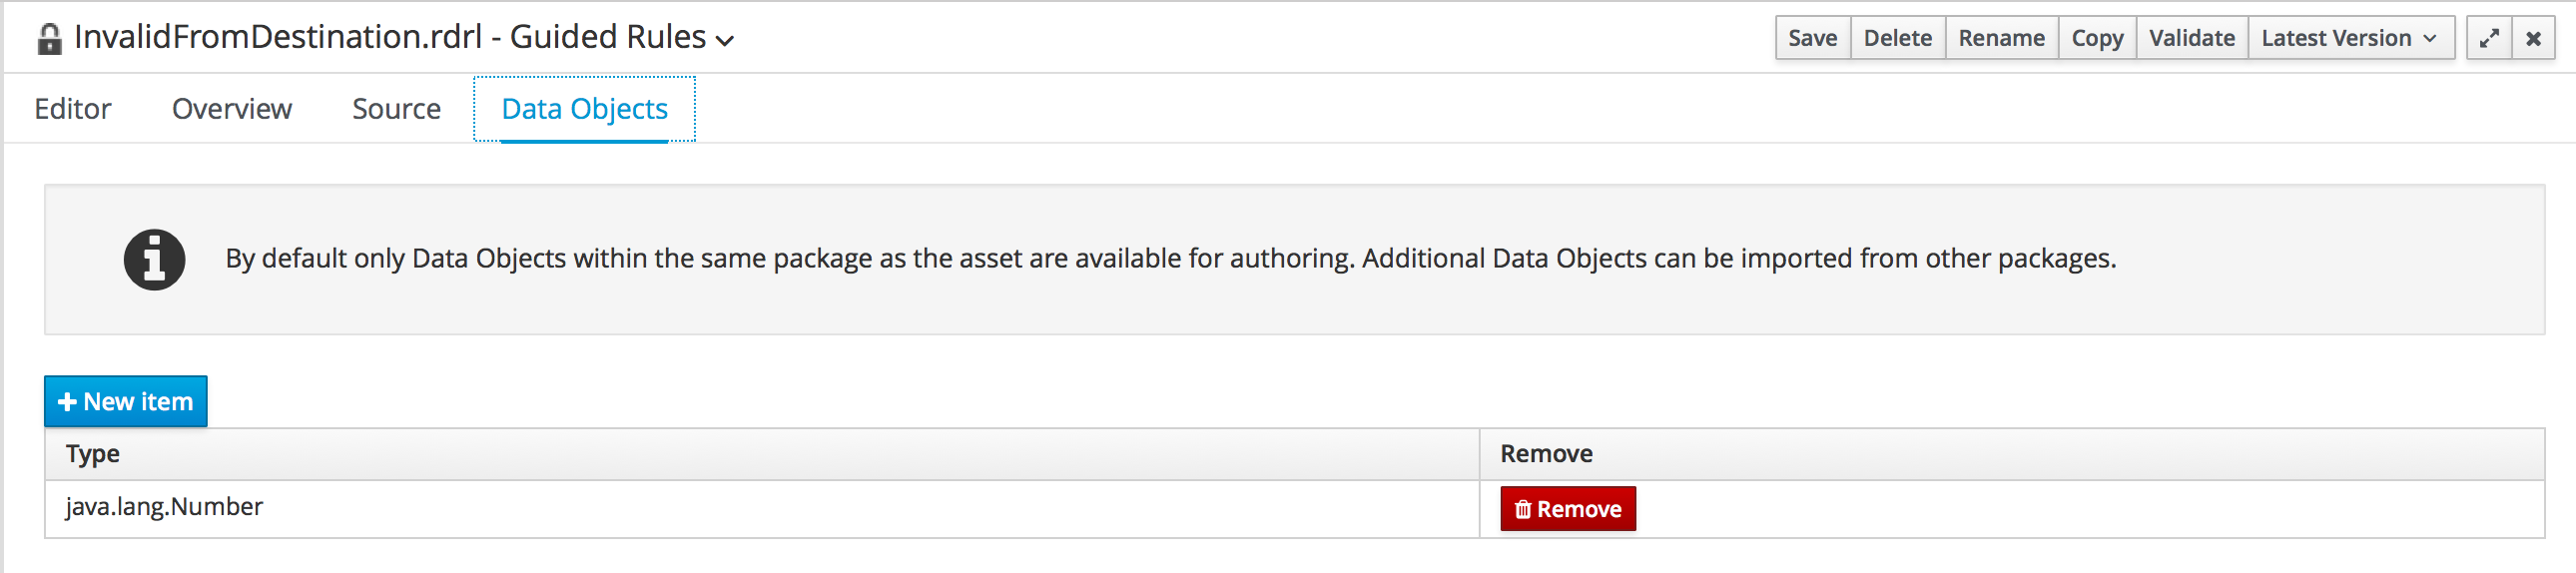 InvalidFromDestination.rdrl - Guided Rules
Save Delete Rename Copy Validate Latest Version
Editor Overview Source Data Objects
By default only Data Objects within the same package as the asset are available for authoring. Additional Data Objects can be imported from other packages.
New item
Type Remove
java.lang.Number Remove